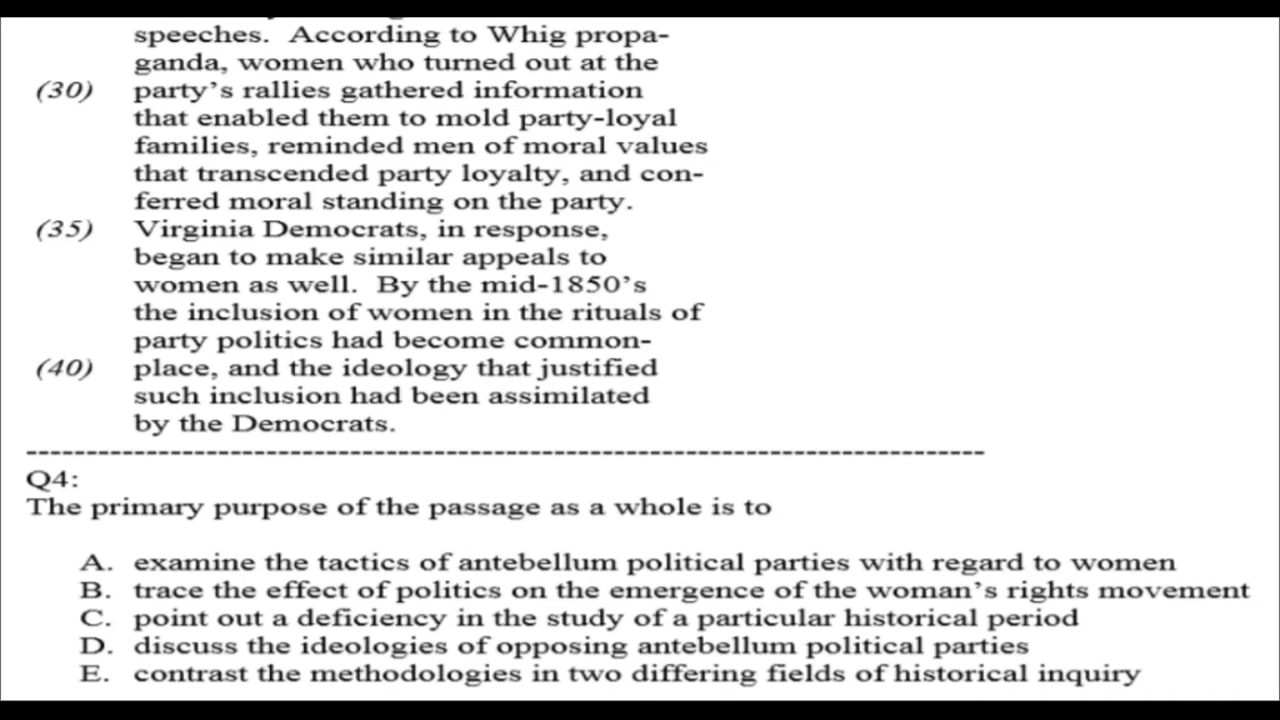 speeches. According to Whig propa-
ganda, women who turned out at the
(30) party's rallies gathered information
that enabled them to mold party-loyal
families, reminded men of moral values
that transcended party loyalty, and con-
ferred moral standing on the party.
(35) Virginia Democrats, in response,
began to make similar appeals to
women as well. By the mid-1850's
the inclusion of women in the rituals of
party politics had become common-
(40) place, and the ideology that justified
such inclusion had been assimilated
by the Democrats.
--------------------------------------------------------------------------------
Q4:
The primary purpose of the passage as a whole is to
A. examine the tactics of antebellum political parties with regard to women
B. trace the effect of politics on the emergence of the woman's rights movement
C. point out a deficiency in the study of a particular historical period
D. discuss the ideologies of opposing antebellum political parties
E. contrast the methodologies in two differing fields of historical inquiry